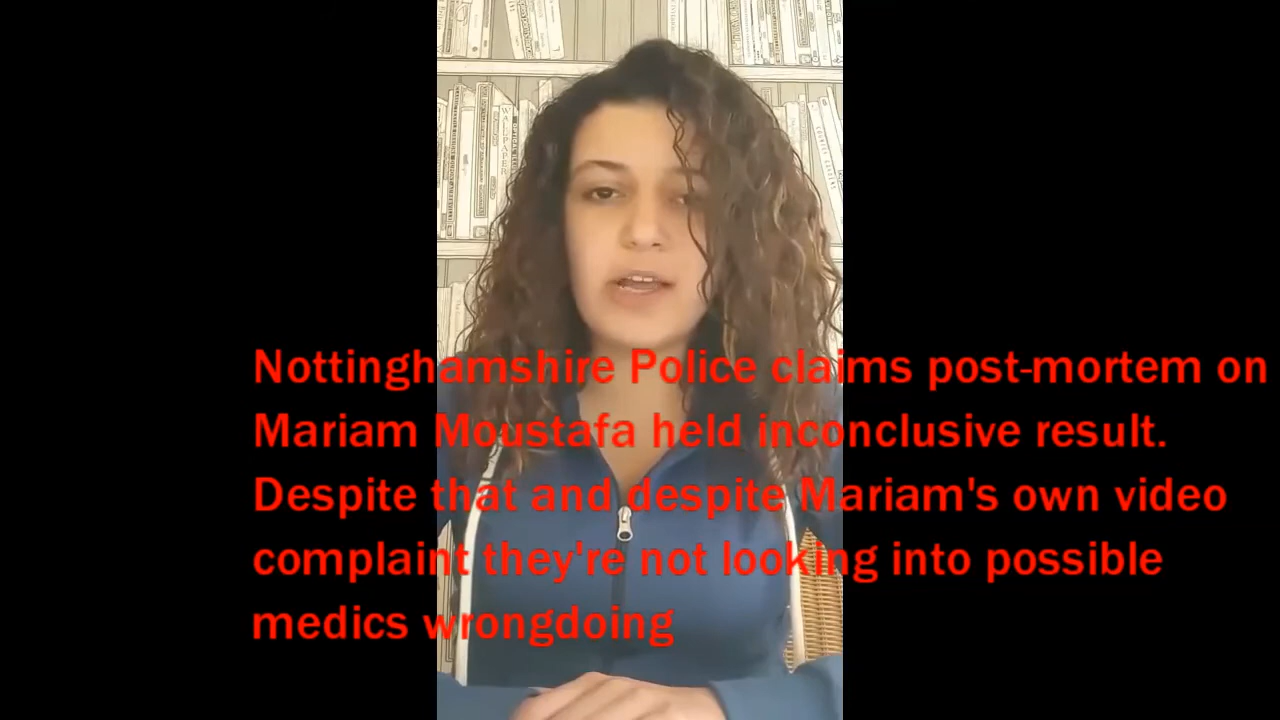 WALLPAPER
Nottinghamshire Police claims post-mortem on
Mariam Moustafa held inconclusive result.
Despite that and despite Mariam's own video
complaint they're not looking into possible
medics wrongdoing